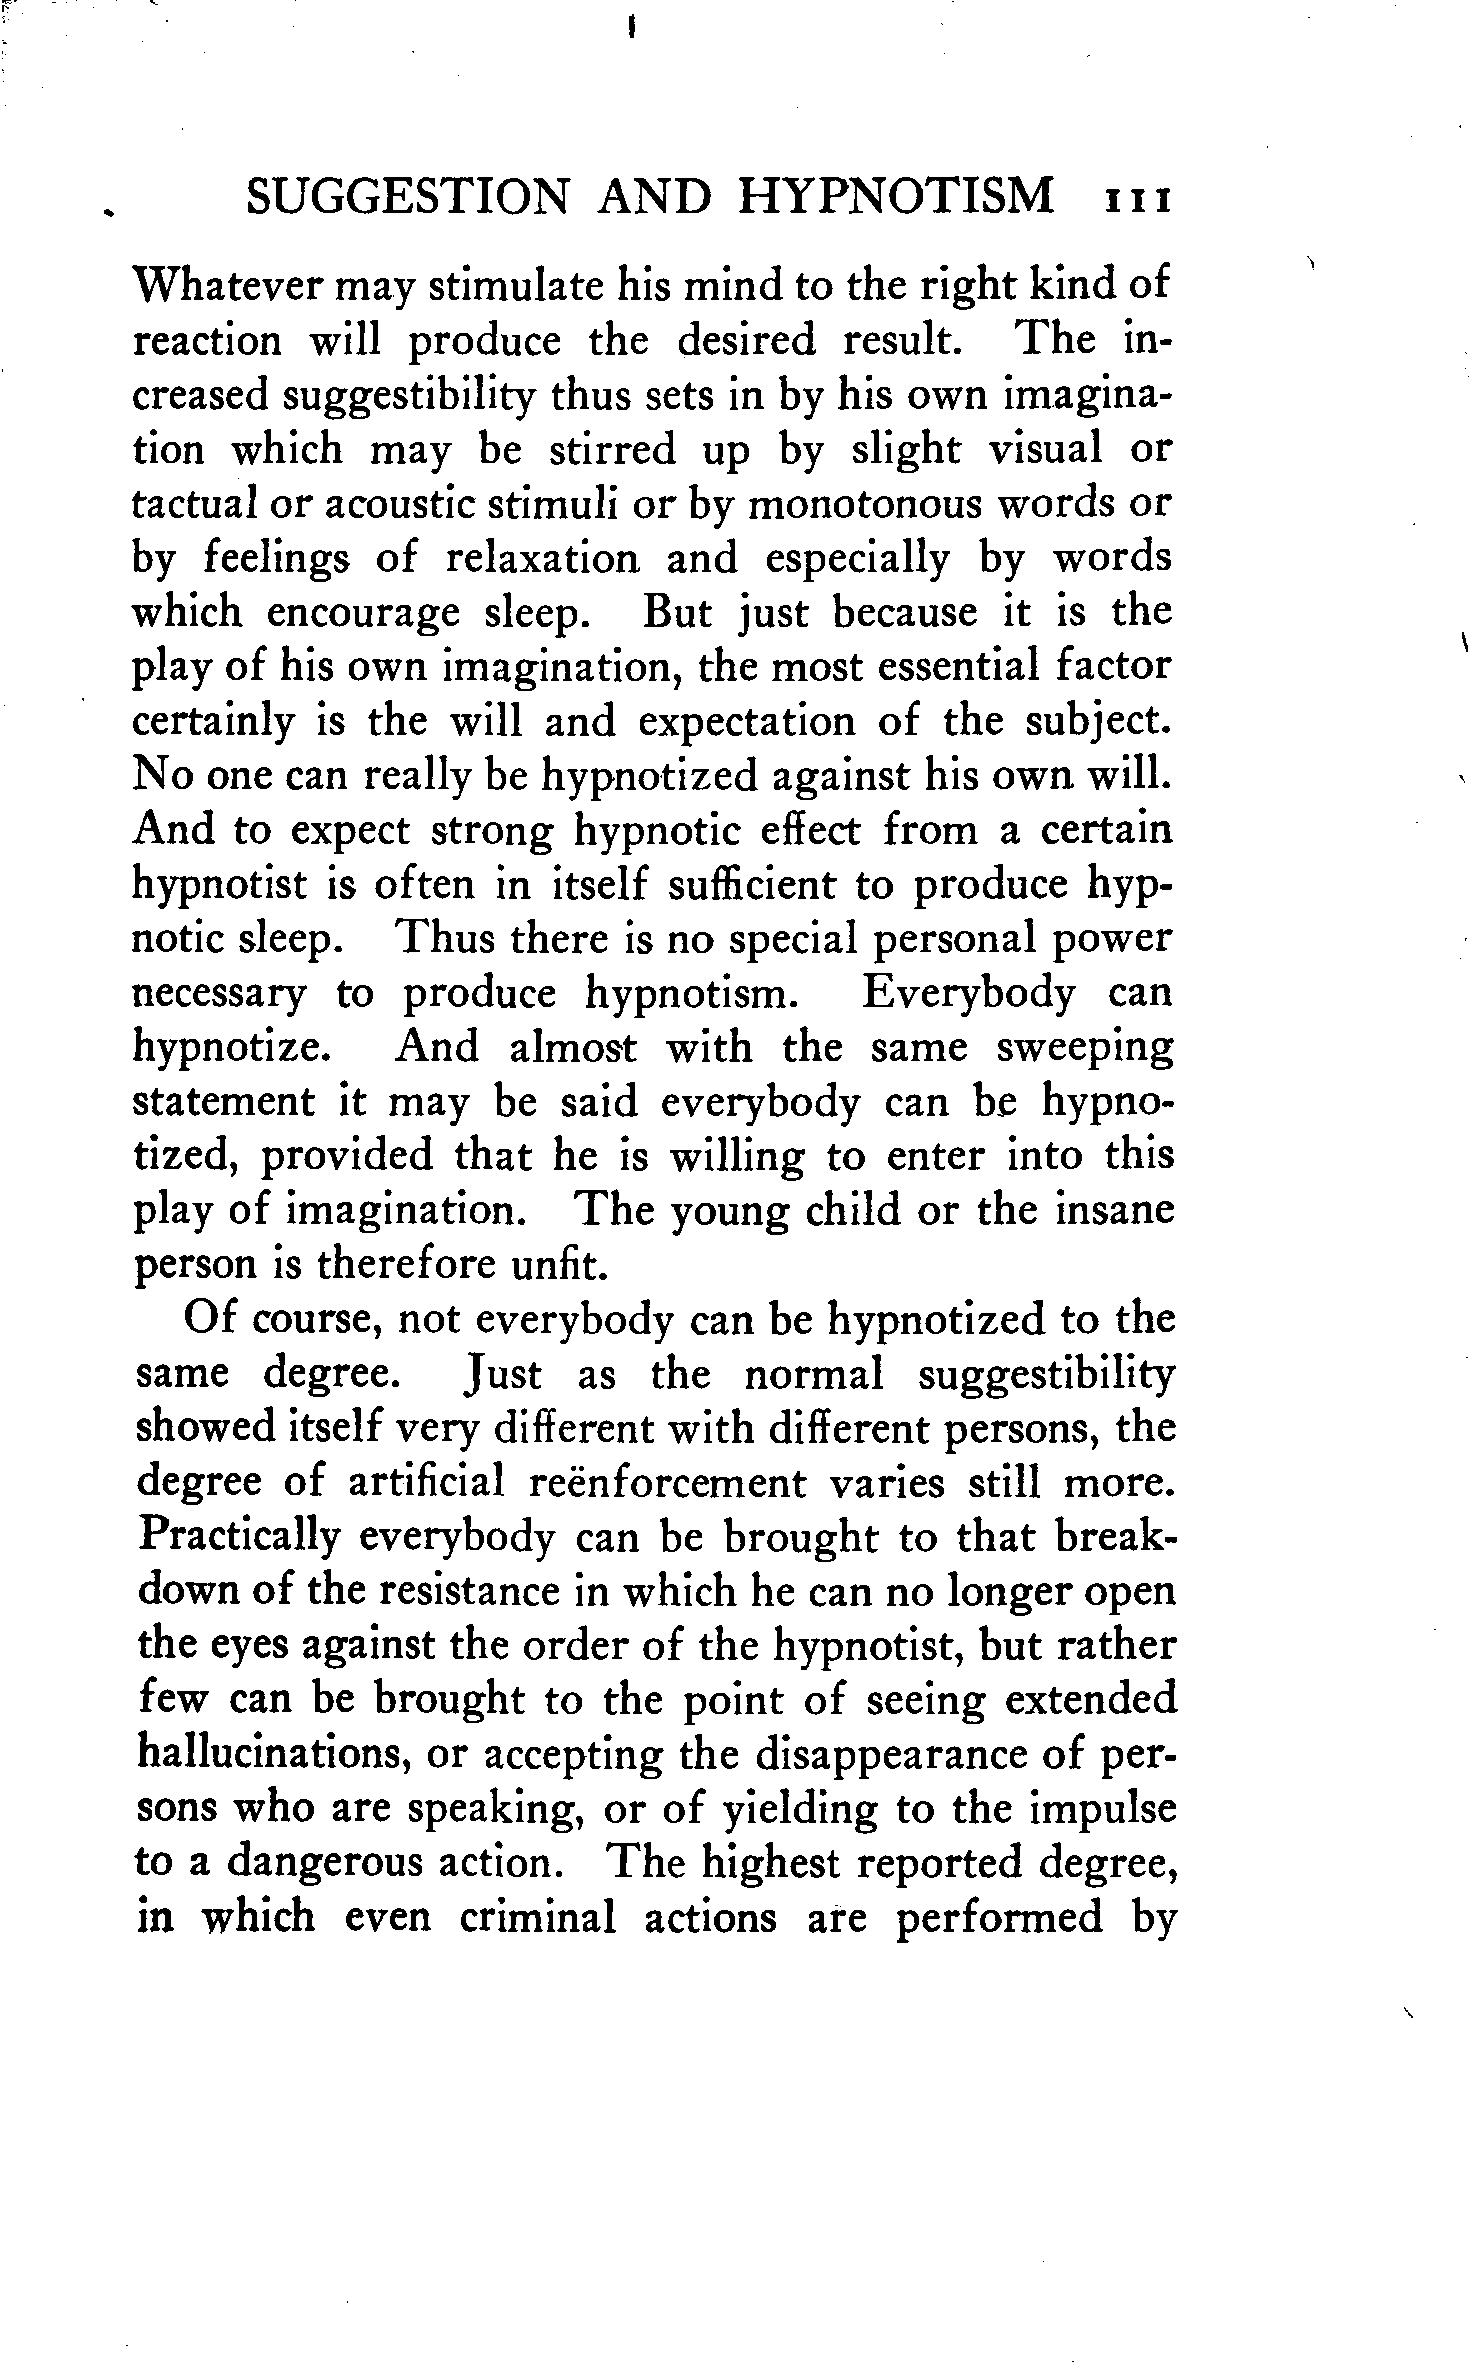 SUGGESTION AND HYPNOTISM 111
Whatever may stimulate his mind to the right kind of
reaction will produce the desired result. The in-
creased suggestibility thus sets in by his own imagina-
tion which may be stirred up by slight visual or
tactual or acoustic stimuli or by monotonous words or
by feelings of relaxation and especially by words
which encourage sleep. But just because it is the
play of his own imagination, the most essential factor
certainly is the will and expectation of the subject.
No one can really be hypnotized against his own will.
And to expect strong hypnotic effect from a certain
hypnotist is often in itself sufficient to produce hyp-
notic sleep. Thus there is no special personal power
necessary to produce hypnotism. Everybody can
hypnotize. And almost with the same sweeping
statement it may be said everybody can be hypno-
tized, provided that he is willing to enter into this
play of imagination. The young child or the insane
person is therefore unfit.
Of course, not everybody can be hypnotized to the
same degree. Just as the normal suggestibility
showed itself very different with different persons, the
degree of artificial reënforcement varies still more.
Practically everybody can be brought to that break-
down of the resistance in which he can no longer open
the eyes against the order of the hypnotist, but rather
few can be brought to the point of seeing extended
hallucinations, or accepting the disappearance of per-
sons who are speaking, or of yielding to the impulse
to a dangerous action. The highest reported degree,
in which even criminal actions are performed by